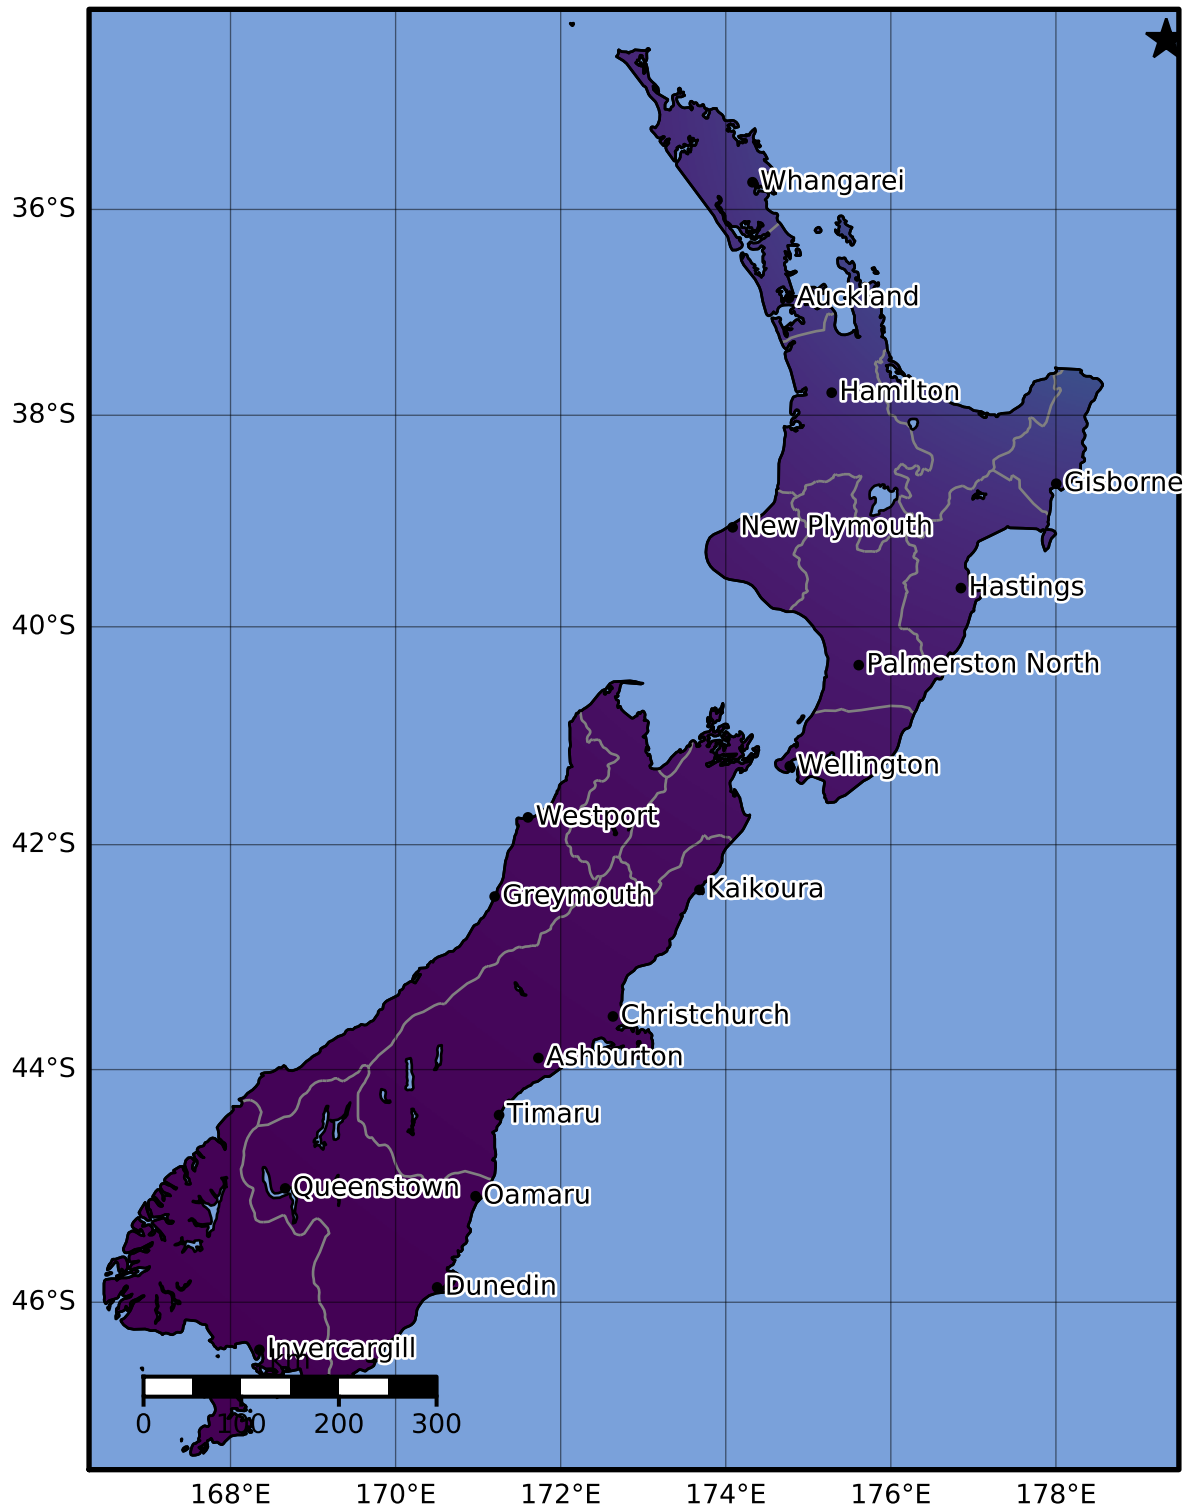 Whangarei
36°S
Auckland
Hamilton
38°S
Gisborne
New Plymouth
Hastings
40°S
Palmerston North
Wellington
Westport
42°S
Kaikoura
Greymouth
Christchurch
Ashburton
44°S
Timaru
Queenstown
Oamaru
Dunedin
46°S
Invercargill
km
0 100 200 300
168°E 170°E 172°E 174°E 176°E 178°E